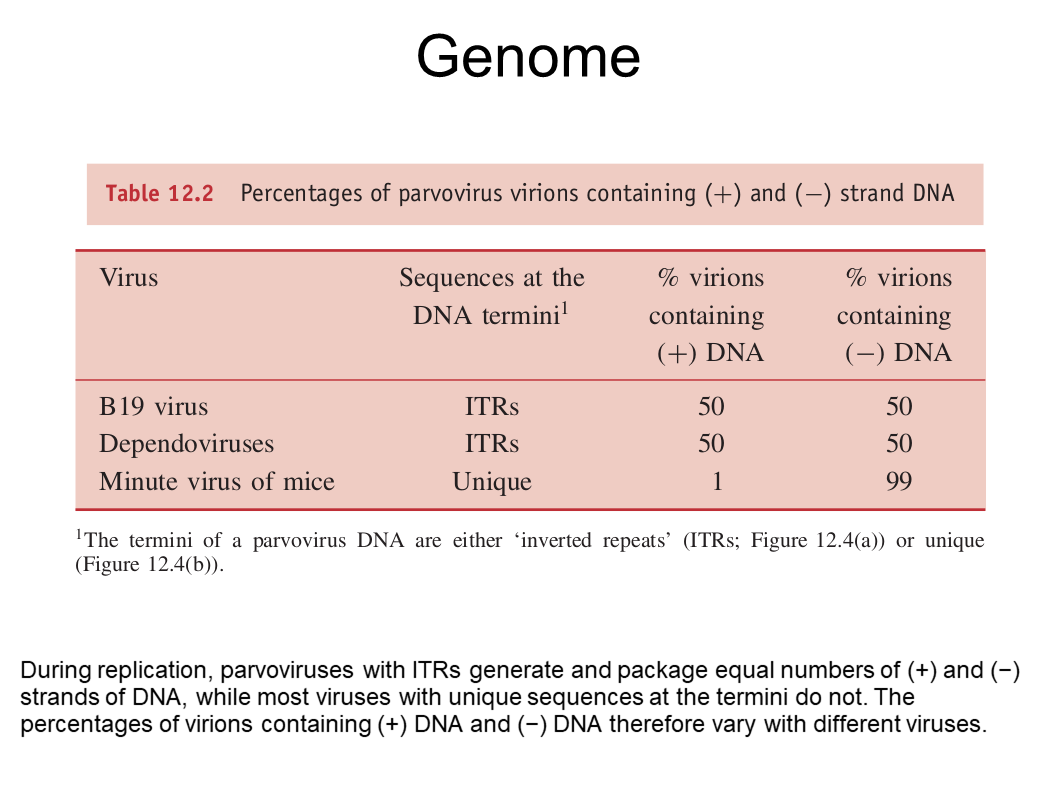 Genome
Table 12.2 Percentages of parvovirus virions containing (+) and (−) strand DNA
Virus Sequences at the DNA termini¹ % virions containing (+) DNA % virions containing (−) DNA
B19 virus ITRs 50 50
Dependoviruses ITRs 50 50
Minute virus of mice Unique 1 99
¹The termini of a parvovirus DNA are either ‘inverted repeats’ (ITRs; Figure 12.4(a)) or unique
(Figure 12.4(b)).
During replication, parvoviruses with ITRs generate and package equal numbers of (+) and (−)
strands of DNA, while most viruses with unique sequences at the termini do not. The
percentages of virions containing (+) DNA and (−) DNA therefore vary with different viruses.